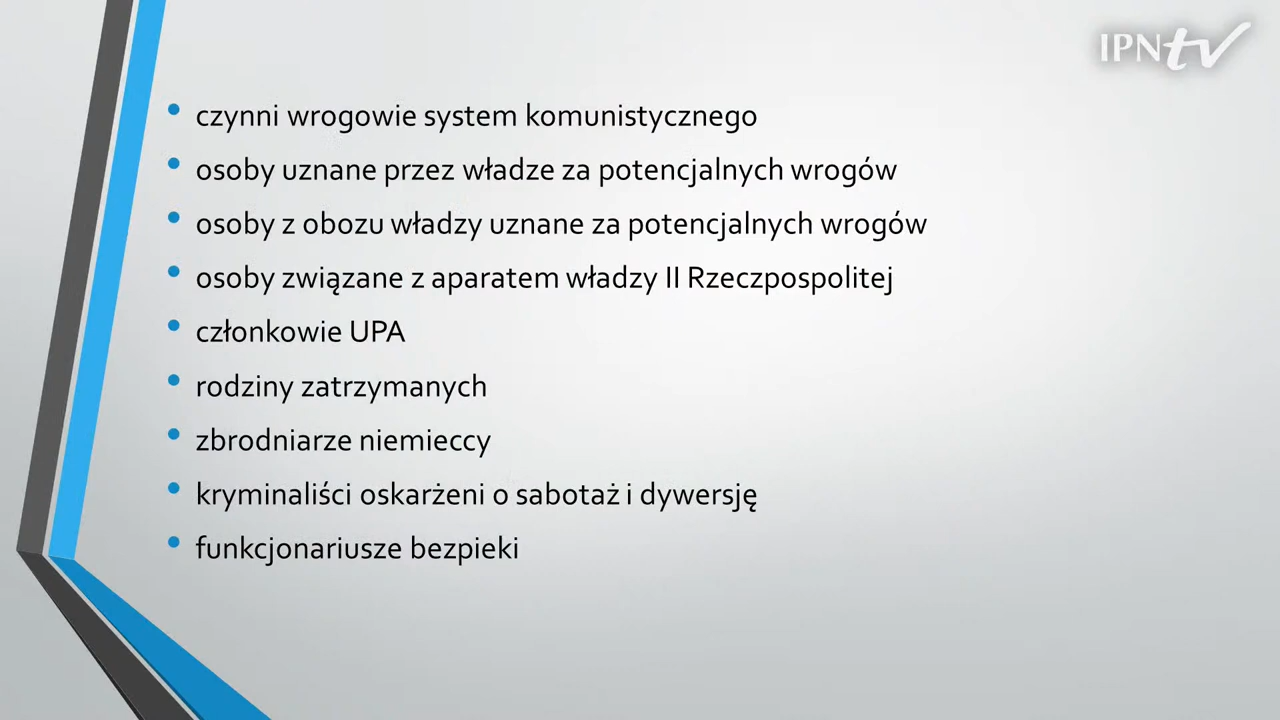 IPNtv
czynni wrogowie system komunistycznego
osoby uznane przez władze za potencjalnych wrogów
osoby z obozu władzy uznane za potencjalnych wrogów
osoby związane z aparatem władzy II Rzeczpospolitej
członkowie UPA
rodziny zatrzymanych
zbrodniarze niemieccy
kryminaliści oskarżeni o sabotaż i dywersję
funkcjonariusze bezpieki